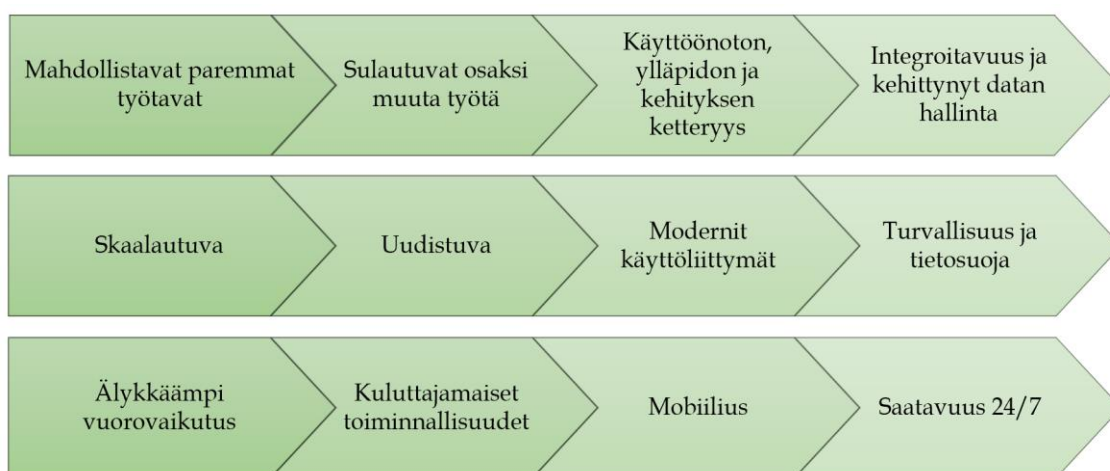 Mahdollistavat paremmat
työtavat
Sulautuvat osaksi
muuta työtä
Käyttöönoton,
ylläpidon ja
kehityksen
ketteryys
Integroitavuus ja
kehittynyt datan
hallinta
Skaalautuva
Uudistuva
Modernit
käyttöliittymät
Turvallisuus ja
tietosuoja
Älykkäämpi
vuorovaikutus
Kuluttajamaiset
toiminnallisuudet
Mobiilius
Saatavuus 24/7